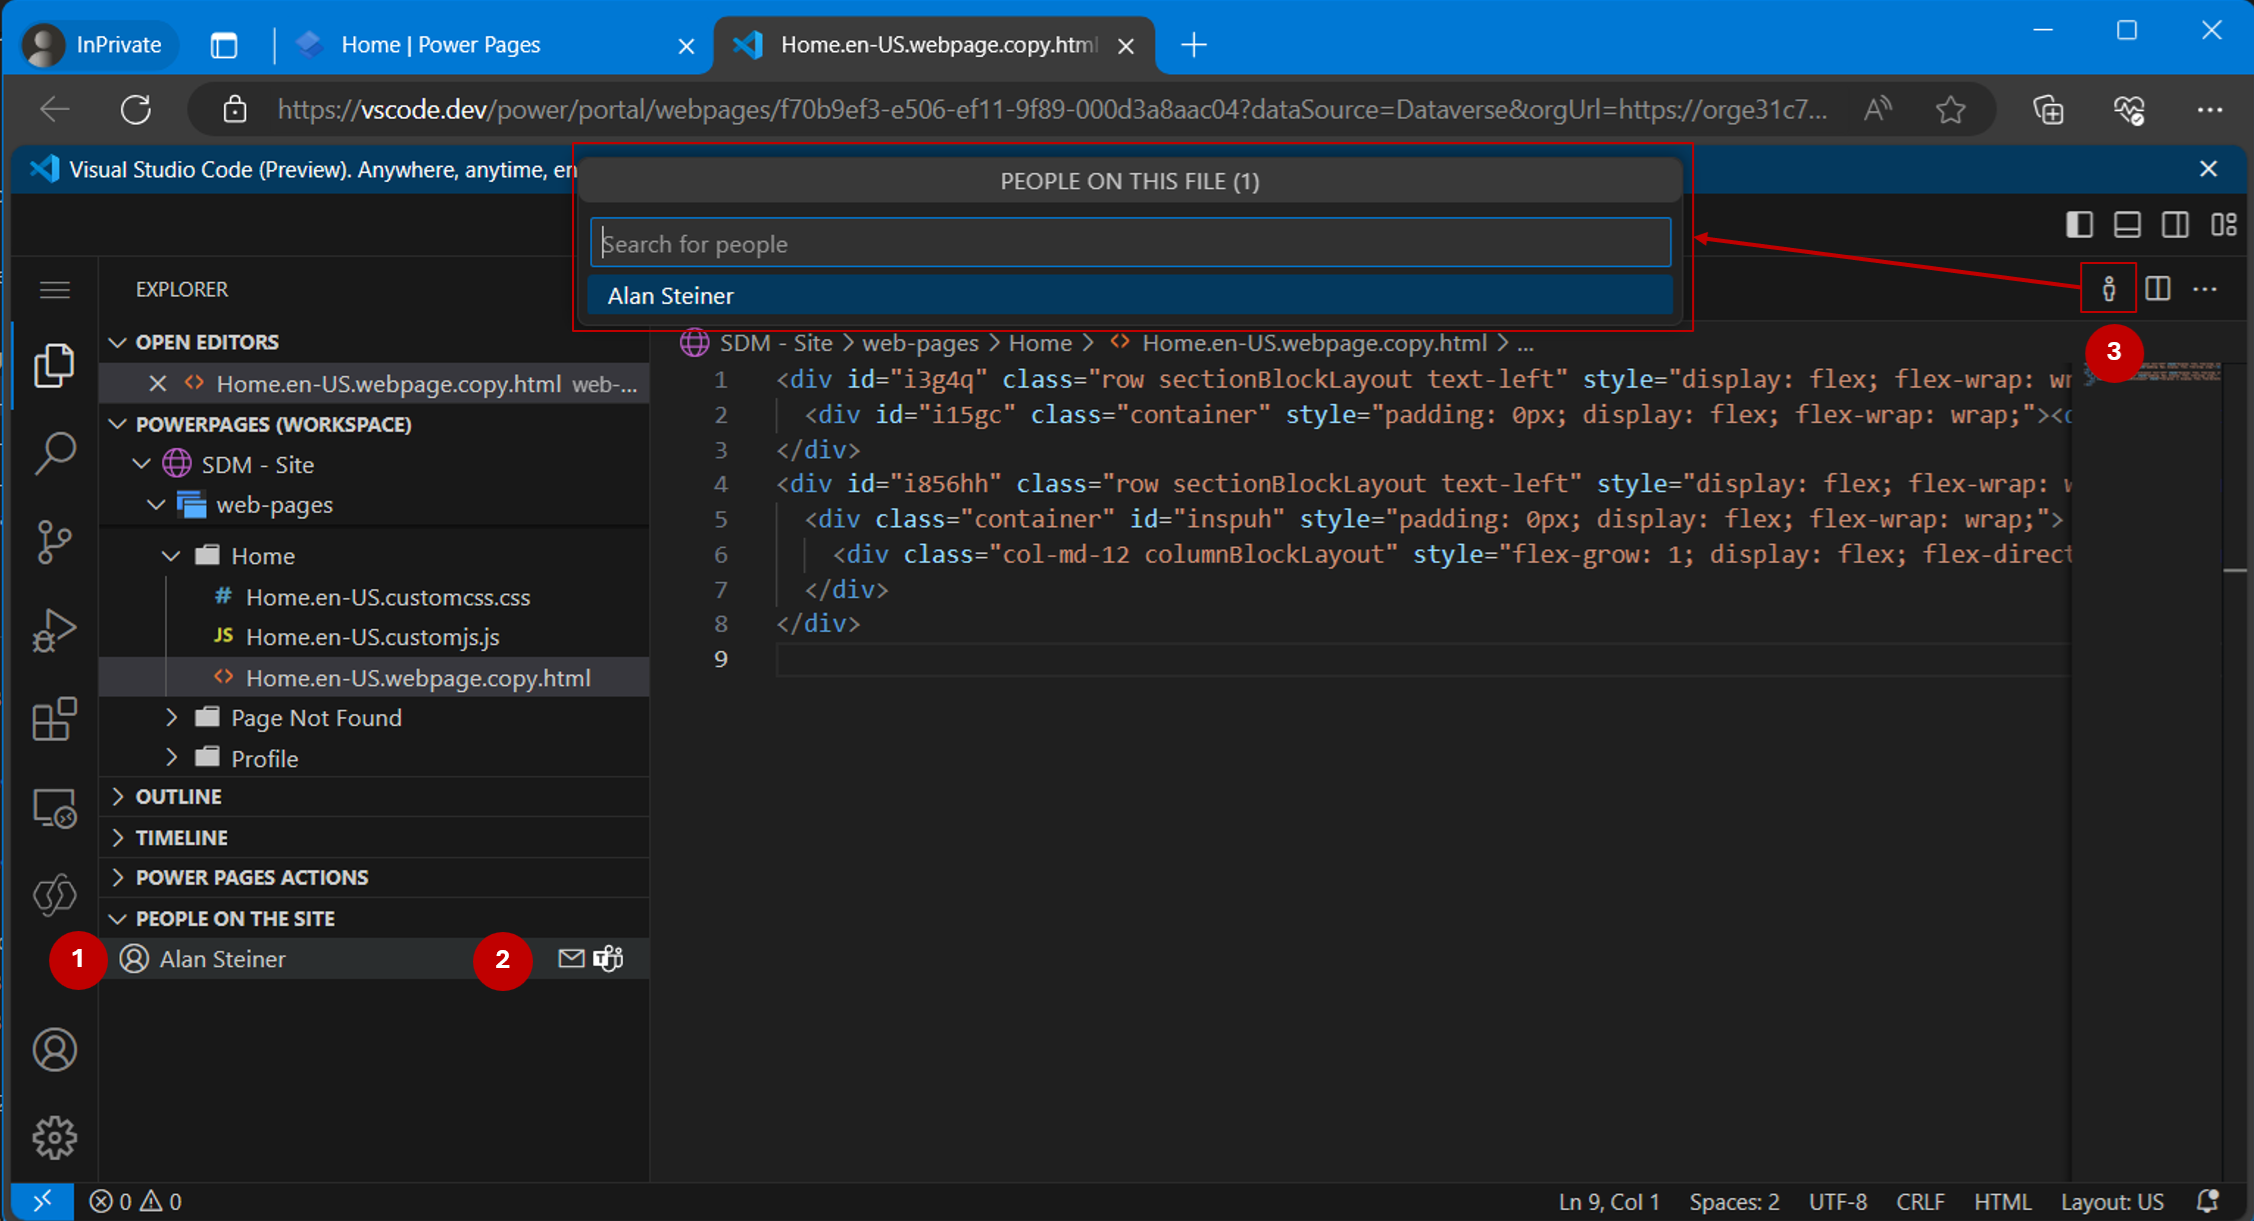 InPrivate
Home | Power Pages
Home.en-US.webpage.copy.html
https://vscode.dev/power/portal/webpages/f70b9ef3-e506-ef11-9f89-000d3a8aac04?dataSource=Dataverse&orgUrl=https://orge31c7...
Visual Studio Code (Preview). Anywhere, anytime, en
PEOPLE ON THIS FILE (1)
Search for people
Alan Steiner
3
EXPLORER
OPEN EDITORS
Home.en-US.webpage.copy.html web-...
POWERPAGES (WORKSPACE)
SDM - Site
web-pages
Home
# Home.en-US.customcss.css
JS Home.en-US.customjs.js
Home.en-US.webpage.copy.html
Page Not Found
Profile
OUTLINE
TIMELINE
POWER PAGES ACTIONS
PEOPLE ON THE SITE
1
Alan Steiner
2
SDM - Site > web-pages > Home > Home.en-US.webpage.copy.html > ...
1 <div id="i3g4q" class="row sectionBlockLayout text-left" style="display: flex; flex-wrap: wr
2 <div id="i15gc" class="container" style="padding: 0px; display: flex; flex-wrap: wrap;"><d
3 </div>
4 <div id="i856hh" class="row sectionBlockLayout text-left" style="display: flex; flex-wrap: w
5 <div class="container" id="inspuh" style="padding: 0px; display: flex; flex-wrap: wrap;">
6 <div class="col-md-12 columnBlockLayout" style="flex-grow: 1; display: flex; flex-direct
7 </div>
8 </div>
9
0 0
Ln 9, Col 1 Spaces: 2 UTF-8 CRLF HTML Layout: US